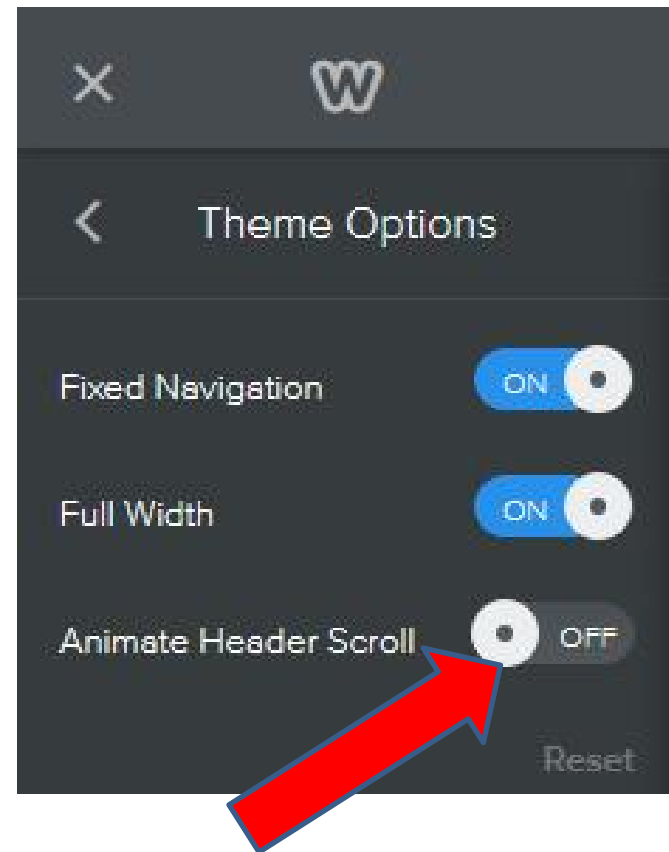 W
Theme Options
Fixed Navigation ON
Full Width ON
Animate Header Scroll OFF
Reset